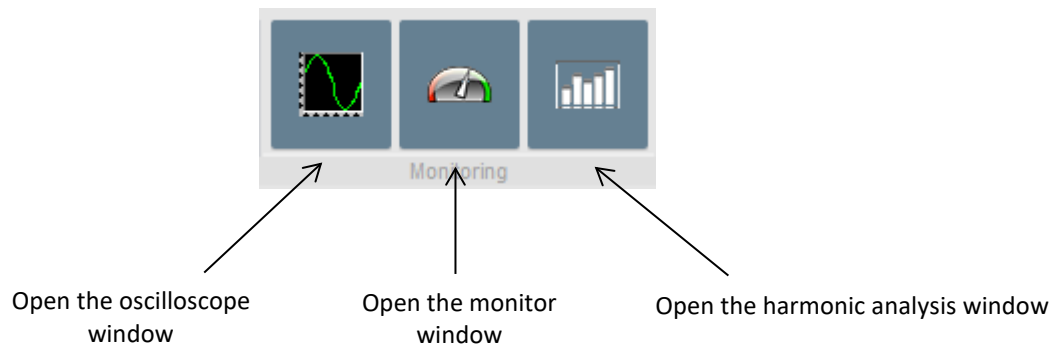 Monitoring
Open the oscilloscope
window
Open the monitor
window
Open the harmonic analysis window